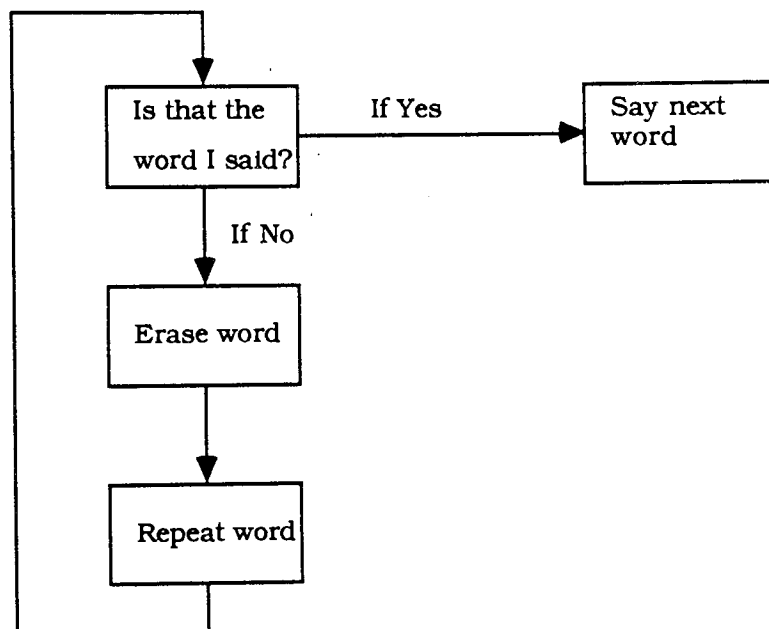 Is that the
word I said?
If Yes
Say next
word
If No
Erase word
Repeat word